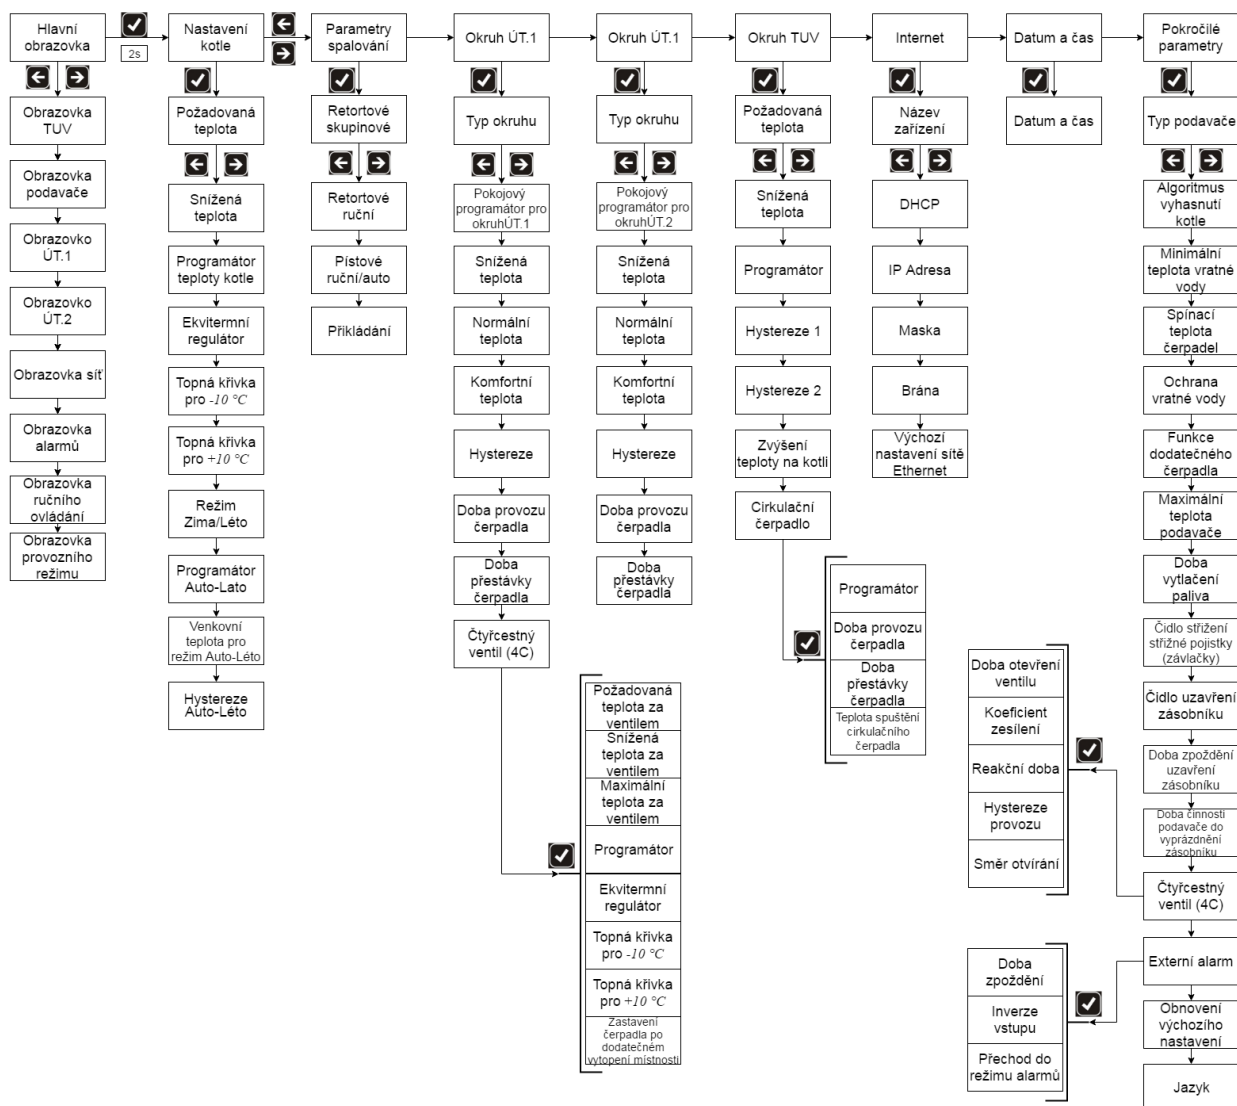 Hlavní
obrazovka
2s
Nastavení
kotle
Parametry
spalování
Okruh ÚT.1
Okruh ÚT.1
Okruh TUV
Internet
Datum a čas
Pokročilé
parametry
Obrazovka
TUV
Obrazovka
podavače
Obrazovko
ÚT.1
Obrazovko
ÚT.2
Obrazovka síť
Obrazovka
alarmů
Obrazovka
ručního
ovládání
Obrazovka
provozního
režimu
Požadovaná
teplota
Snížená
teplota
Programátor
teploty kotle
Ekvitermní
regulátor
Topná křivka
pro -10 °C
Topná křivka
pro +10 °C
Režim
Zima/Léto
Programátor
Auto-Lato
Venkovní
teplota pro
režim Auto-Léto
Hystereze
Auto-Léto
Retortové
skupinové
Retortové
ruční
Pístové
ruční/auto
Přikládání
Typ okruhu
Pokojový
programátor pro
okruhÚT.1
Snížená
teplota
Normální
teplota
Komfortní
teplota
Hystereze
Doba provozu
čerpadla
Doba
přestávky
čerpadla
Čtyřcestný
ventil (4C)
Požadovaná
teplota za
ventilem
Snížená
teplota za
ventilem
Maximální
teplota za
ventilem
Programátor
Ekvitermní
regulátor
Topná křivka
pro -10 °C
Topná křivka
pro +10 °C
Zastavení
čerpadla po
dodatečném
vytopení místnosti
Typ okruhu
Pokojový
programátor pro
okruhÚT.2
Snížená
teplota
Normální
teplota
Komfortní
teplota
Hystereze
Doba provozu
čerpadla
Doba
přestávky
čerpadla
Požadovaná
teplota
Snížená
teplota
Programátor
Hystereze 1
Hystereze 2
Zvýšení
teploty na kotli
Cirkulační
čerpadlo
Programátor
Doba provozu
čerpadla
Doba
přestávky
čerpadla
Teplota spuštění
cirkulačního
čerpadla
Název
zařízení
DHCP
IP Adresa
Maska
Brána
Výchozí
nastavení sítě
Ethernet
Datum a čas
Typ podavače
Algoritmus
vyhasnutí
kotle
Minimální
teplota vratné
vody
Spínací
teplota
čerpadel
Ochrana
vratné vody
Funkce
dodatečného
čerpadla
Maximální
teplota
podavače
Doba
vytlačení
paliva
Čidlo střižení
střižné pojistky
(závlačky)
Čidlo uzavření
zásobníku
Doba zpoždění
uzavření
zásobníku
Doba činnosti
podavače do
vyprázdnění
zásobníku
Čtyřcestný
ventil (4C)
Externí alarm
Obnovení
výchozího
nastavení
Jazyk
Doba otevření
ventilu
Koeficient
zesílení
Reakční doba
Hystereze
provozu
Směr otvírání
Doba
zpoždění
Inverze
vstupu
Přechod do
režimu alarmů